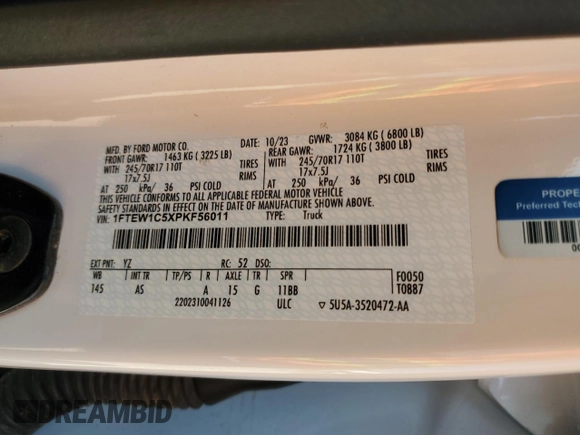 MFD. BY FORD MOTOR CO.
10/23 GVWR: 3084 KG ( 6800 LB)
FRONT GAWR: 1463 KG ( 3225 LB)
REAR GAWR: 1724 KG ( 3800 LB)
WITH 245/70R17 110T TIRES
WITH 245/70R17 110T TIRES
17x7.5J RIMS
17x7.5J RIMS
AT 250 kPa/ 36 PSI COLD
AT 250 kPa/ 36 PSI COLD
THIS VEHICLE CONFORMS TO ALL APPLICABLE FEDERAL MOTOR VEHICLE
SAFETY STANDARDS IN EFFECT ON THE DATE OF MANUFACTURE SHOWN ABOVE.
VIN: 1FTEW1C5XPKF56011 TYPE: Truck
EXT PNT: YZ RC: 52 DSO:
WB INT TR TP/PS R AXLE TR SPR
145 AS A 15 G 11BB
F0050
T0887
2202310041126 ULC
5U5A-3520472-AA
PROPE
Preferred Tech
DREAMBID